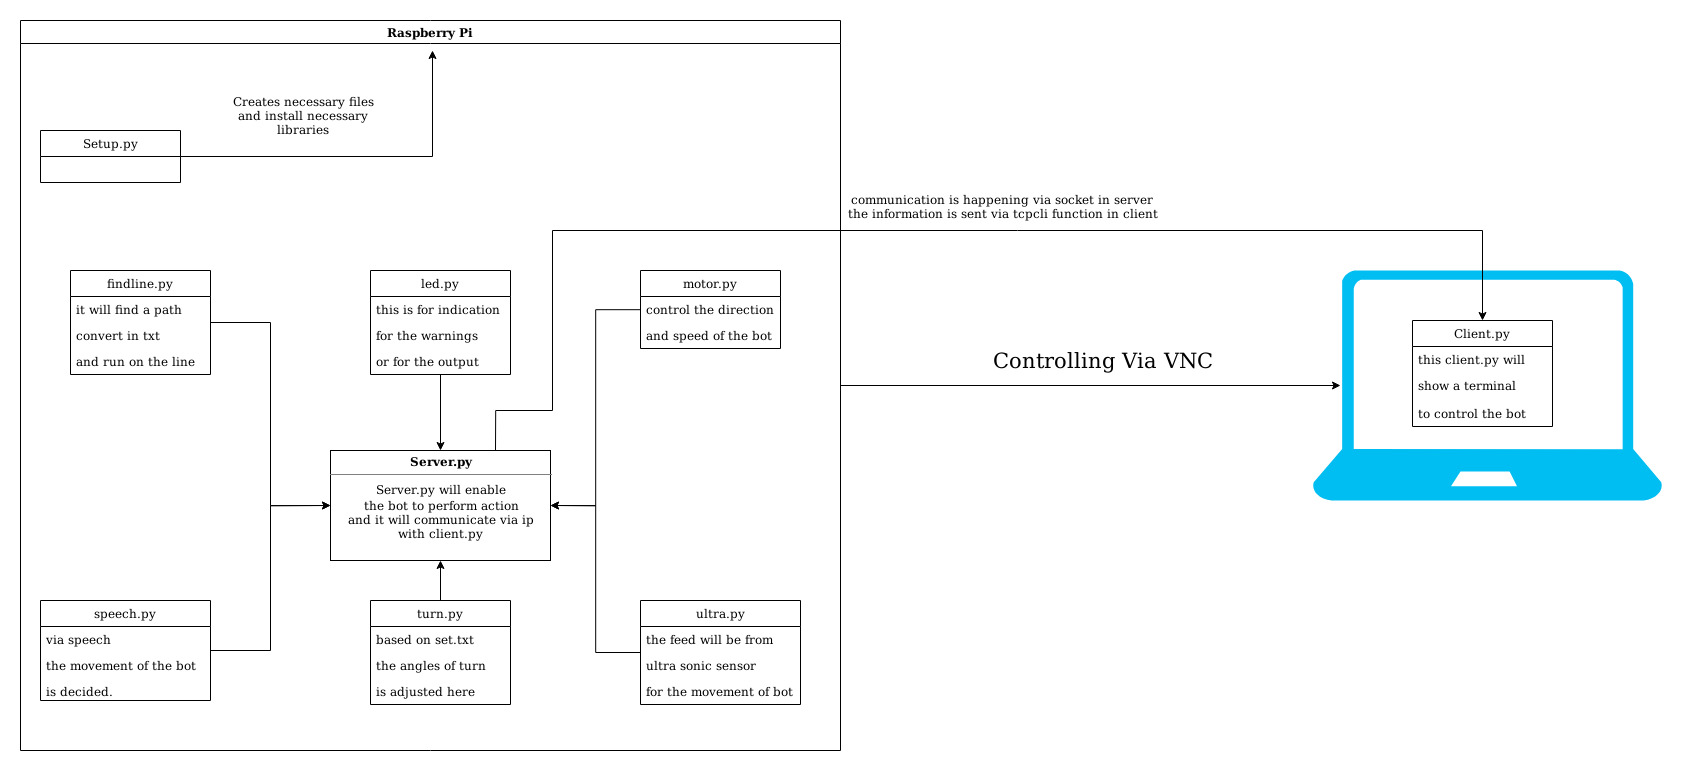 Raspberry Pi
Creates necessary files
and install necessary
libraries
Setup.py
communication is happening via socket in server
the information is sent via tcpcli function in client
findline.py
it will find a path
convert in txt
and run on the line
led.py
this is for indication
for the warnings
or for the output
motor.py
control the direction
and speed of the bot
Controlling Via VNC
Client.py
this client.py will
show a terminal
to control the bot
Server.py
Server.py will enable
the bot to perform action
and it will communicate via ip
with client.py
speech.py
via speech
the movement of the bot
is decided.
turn.py
based on set.txt
the angles of turn
is adjusted here
ultra.py
the feed will be from
ultra sonic sensor
for the movement of bot